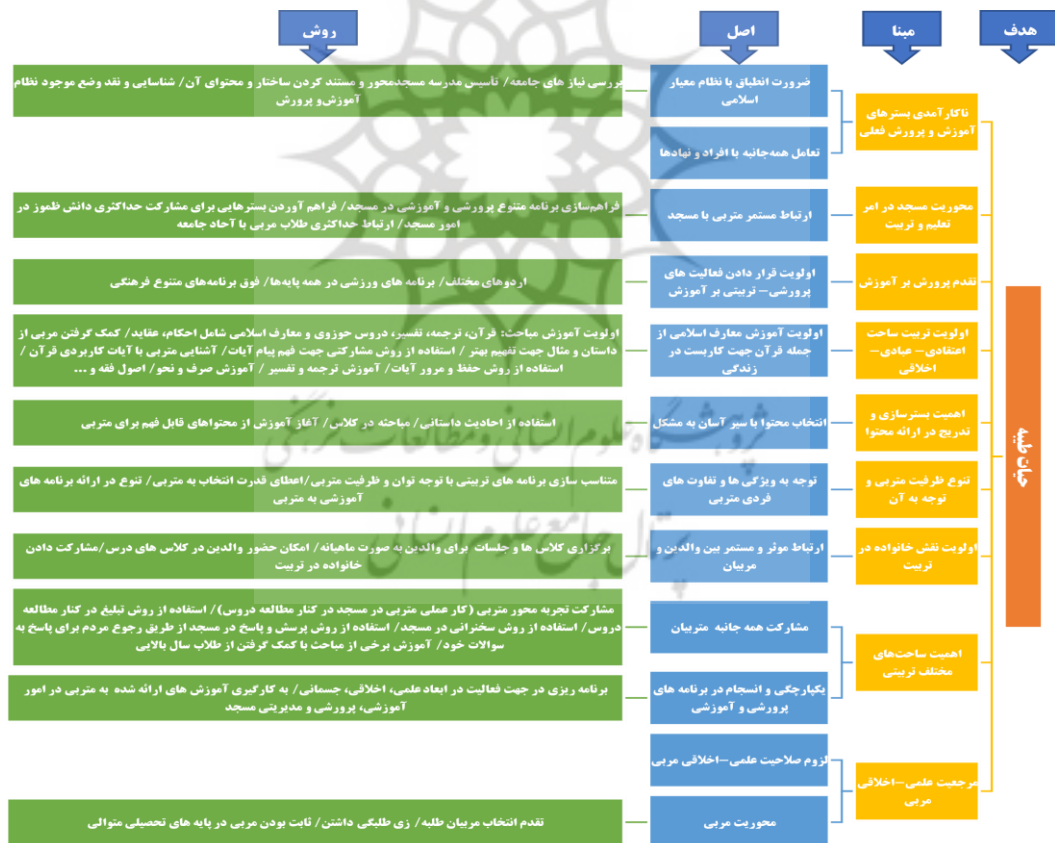 هدف
مبنا
اصل
روش
حیات طیبه
ناکارآمدی بسترهای
آموزش و پرورش فعلی
ضرورت انطباق با نظام معیار
اسلامی
بررسی نیاز های جامعه/ تأسیس مدرسه مسجدمحور و مستند کردن ساختار و محتوای آن/ شناسایی و نقد وضع موجود نظام
آموزش‌و پرورش
تعامل همه‌جانبه با افراد و نهادها
محوریت مسجد در امر
تعلیم و تربیت
ارتباط مستمر متربی با مسجد
فراهم‌سازی برنامه متنوع پرورشی و آموزشی در مسجد/ فراهم آوردن بسترهایی برای مشارکت حداکثری دانش ظموز در
امور مسجد/ ارتباط حداکثری طلاب مربی با آحاد جامعه
تقدم پرورش بر آموزش
اولویت قرار دادن فعالیت های
پرورشی– تربیتی بر آموزش
اردوهای مختلف/ برنامه های ورزشی در همه پایه‌ها/ فوق برنامه‌های متنوع فرهنگی
اولویت تربیت ساحت
اعتقادی– عبادی–
اخلاقی
اولویت آموزش معارف اسلامی از
جمله قرآن جهت کاربست در
زندگی
اولویت آموزش مباحث: قرآن، ترجمه، تفسیر، دروس حوزوی و معارف اسلامی شامل احکام، عقاید/ کمک گرفتن مربی از
داستان و مثال جهت تفهیم بهتر / استفاده از روش مشارکتی جهت فهم پیام آیات/ آشنایی متربی با آیات کاربردی قرآن /
استفاده از روش حفظ و مرور آیات/ آموزش ترجمه و تفسیر / آموزش صرف و نحو/ اصول فقه و ...
اهمیت بسترسازی و
تدریج در ارائه محتوا
انتخاب محتوا با سیر آسان به مشکل
استفاده از احادیث داستانی/ مباحثه در کلاس/ آغاز آموزش از محتواهای قابل فهم برای متربی
پژوهشگاه علوم انسانی و مطالعات فرهنگی
تنوع ظرفیت متربی و
توجه به آن
توجه به ویژگی ها و تفاوت های
فردی متربی
متناسب سازی برنامه های تربیتی با توجه توان و ظرفیت متربی/اعطای قدرت انتخاب به متربی/ تنوع در ارائه برنامه های
آموزشی به متربی
پرتال جامع علوم انسانی
اولویت نقش خانواده در
تربیت
ارتباط موثر و مستمر بین والدین و
مربیان
برگزاری کلاس ها و جلسات برای والدین به صورت ماهیانه/ امکان حضور والدین در کلاس های درس/مشارکت دادن
خانواده در تربیت
اهمیت ساحت‌های
مختلف تربیتی
مشارکت همه جانبه متربیان
مشارکت تجربه محور متربی (کار عملی متربی در مسجد در کنار مطالعه دروس)/ استفاده از روش تبلیغ در کنار مطالعه
دروس/ استفاده از روش سخنرانی در مسجد/ استفاده از روش پرسش و پاسخ در مسجد از طریق رجوع مردم برای پاسخ به
سوالات خود/ آموزش برخی از مباحث با کمک گرفتن از طلاب سال بالایی
یکپارچگی و انسجام در برنامه های
پرورشی و آموزشی
برنامه ریزی در جهت فعالیت در ابعاد علمی، اخلاقی، جسمانی/ به کارگیری آموزش های ارائه شده به متربی در امور
آموزشی، پرورشی و مدیریتی مسجد
مرجعیت علمی–اخلاقی
مربی
لزوم صلاحیت علمی–اخلاقی مربی
محوریت مربی
تقدم انتخاب مربیان طلبه/ زی طلبگی داشتن/ ثابت بودن مربی در پایه های تحصیلی متوالی